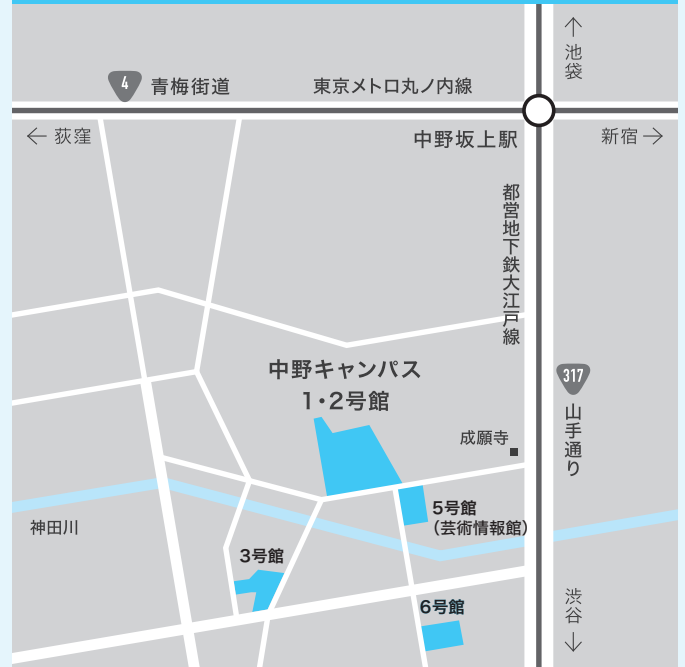 ↑
池袋
4
青梅街道
東京メトロ丸ノ内線
← 荻窪
中野坂上駅
新宿 →
都営地下鉄大江戸線
317
山手通り
中野キャンパス
1・2号館
成願寺
5号館
（芸術情報館）
神田川
3号館
6号館
渋谷
↓